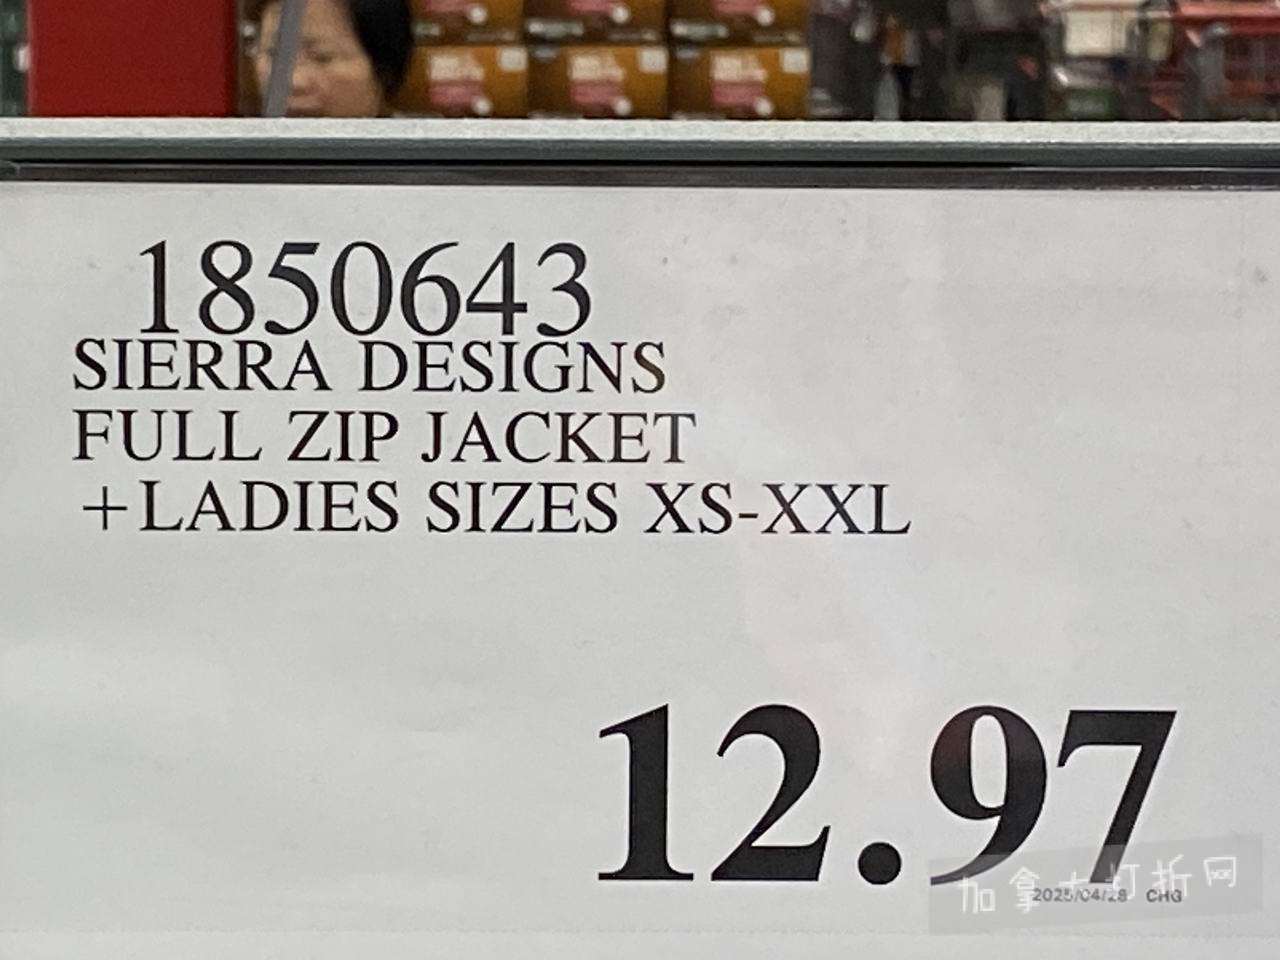 1850643
SIERRA DESIGNS
FULL ZIP JACKET
+LADIES SIZES XS-XXL
12.97
加拿大打折网
2025/04/28 CHG